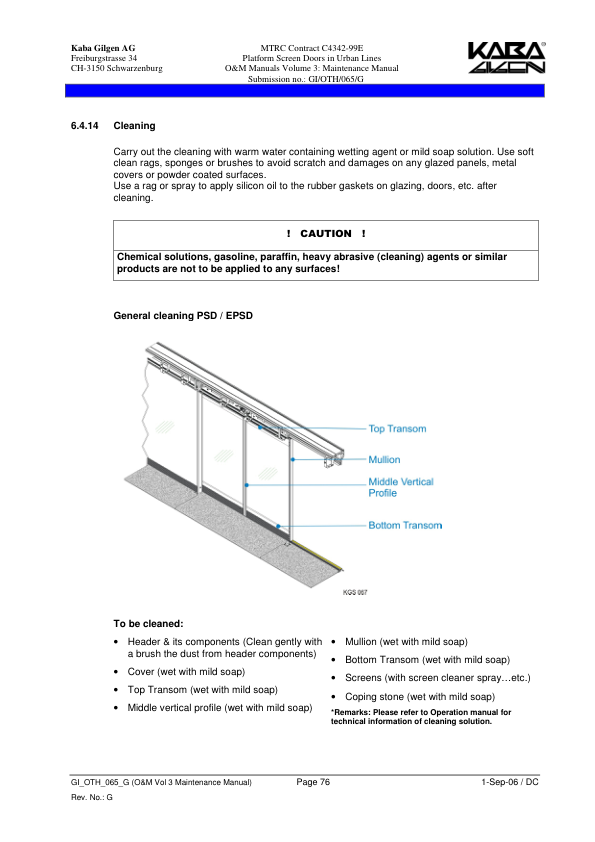 Kaba Gilgen AG
Freiburgstrasse 34
CH-3150 Schwarzenburg
MTRC Contract C4342-99E
Platform Screen Doors in Urban Lines
O&M Manuals Volume 3: Maintenance Manual
Submission no.: GI/OTH/065/G
KABA®
GILGEN
6.4.14 Cleaning
Carry out the cleaning with warm water containing wetting agent or mild soap solution. Use soft
clean rags, sponges or brushes to avoid scratch and damages on any glazed panels, metal
covers or powder coated surfaces.
Use a rag or spray to apply silicon oil to the rubber gaskets on glazing, doors, etc. after
cleaning.
! CAUTION !
Chemical solutions, gasoline, paraffin, heavy abrasive (cleaning) agents or similar
products are not to be applied to any surfaces!
General cleaning PSD / EPSD
Top Transom
Mullion
Middle Vertical
Profile
Bottom Transom
KGS 067
To be cleaned:
• Header & its components (Clean gently with
a brush the dust from header components)
• Cover (wet with mild soap)
• Top Transom (wet with mild soap)
• Middle vertical profile (wet with mild soap)
• Mullion (wet with mild soap)
• Bottom Transom (wet with mild soap)
• Screens (with screen cleaner spray…etc.)
• Coping stone (wet with mild soap)
*Remarks: Please refer to Operation manual for
technical information of cleaning solution.
GI_OTH_065_G (O&M Vol 3 Maintenance Manual)
Page 76
1-Sep-06 / DC
Rev. No.: G